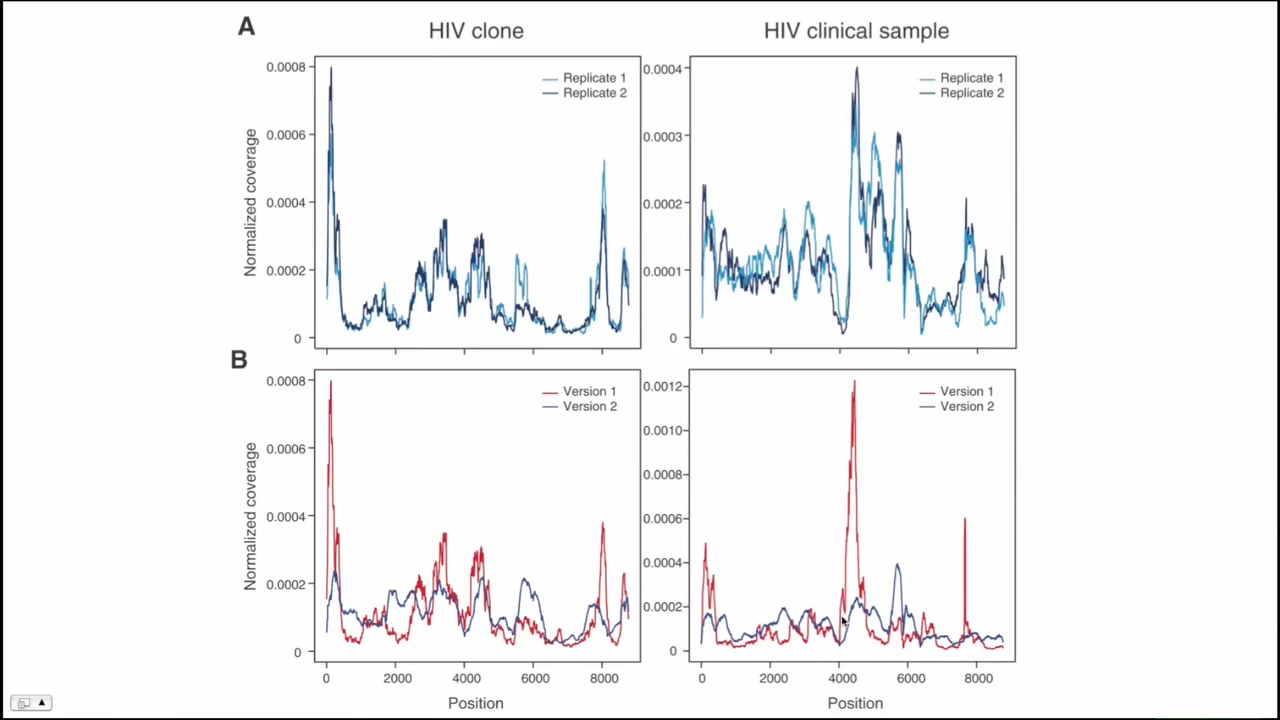 A
HIV clone
HIV clinical sample
Normalized coverage
0.0008
0.0006
0.0004
0.0002
0
Replicate 1
Replicate 2
0.0004
0.0003
0.0002
0.0001
0
Replicate 1
Replicate 2
B
Normalized coverage
0.0008
0.0006
0.0004
0.0002
0
Version 1
Version 2
0 2000 4000 6000 8000
Position
0.0012
0.0010
0.0008
0.0006
0.0004
0.0002
0
Version 1
Version 2
0 2000 4000 6000 8000
Position